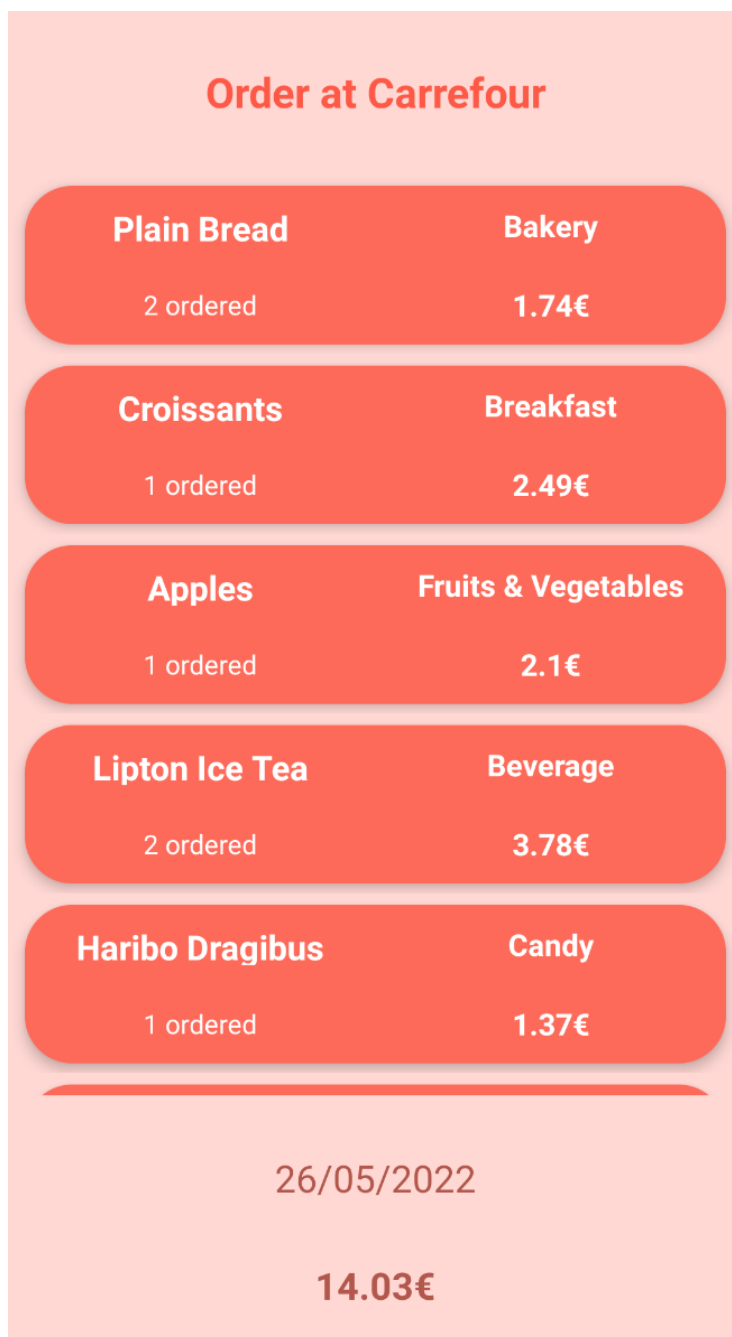 Order at Carrefour
Plain Bread Bakery
2 ordered 1.74€
Croissants Breakfast
1 ordered 2.49€
Apples Fruits & Vegetables
1 ordered 2.1€
Lipton Ice Tea Beverage
2 ordered 3.78€
Haribo Dragibus Candy
1 ordered 1.37€
26/05/2022
14.03€